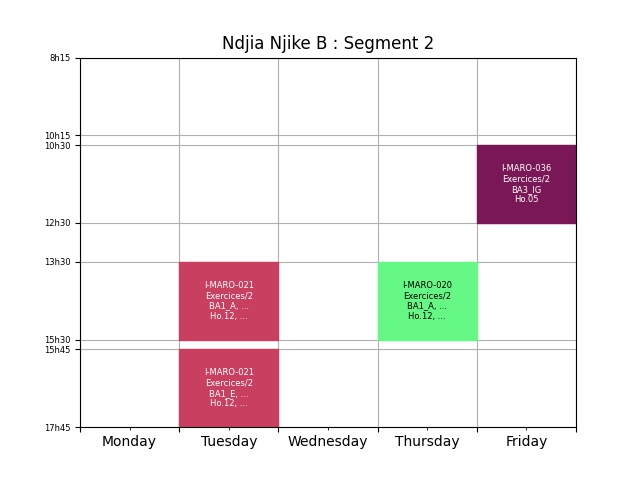 Ndjia Njike B : Segment 2
8h15
10h15
10h30
I-MARO-036
Exercices/2
BA3_IG
Ho.05
12h30
13h30
I-MARO-021
Exercices/2
BA1_A, ...
Ho.12, ...
I-MARO-020
Exercices/2
BA1_A, ...
Ho.12, ...
15h30
15h45
I-MARO-021
Exercices/2
BA1_E, ...
Ho.12, ...
17h45
Monday Tuesday Wednesday Thursday Friday